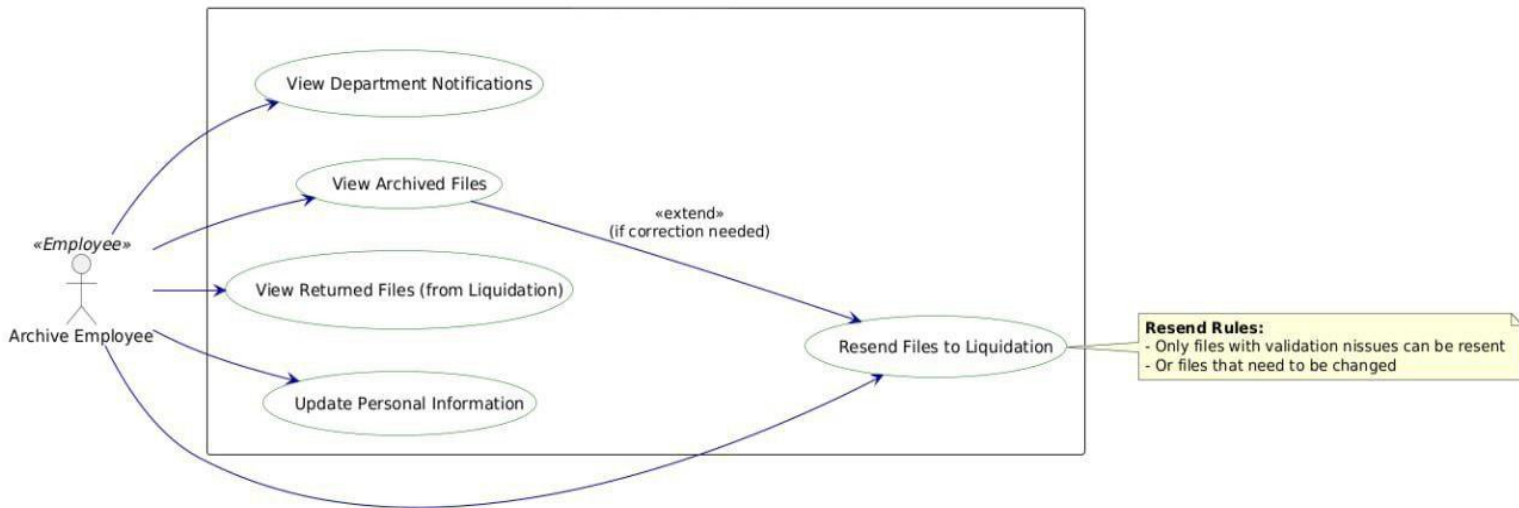 View Department Notifications
View Archived Files
«extend»
(if correction needed)
«Employee»
Archive Employee
View Returned Files (from Liquidation)
Resend Files to Liquidation
Resend Rules:
- Only files with validation nissues can be resent
- Or files that need to be changed
Update Personal Information